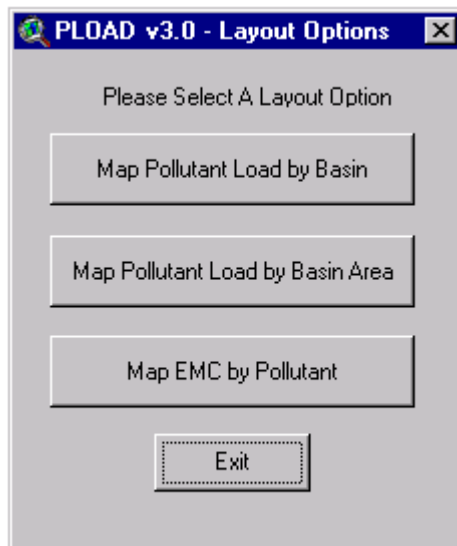 PLOAD v3.0 - Layout Options
Please Select A Layout Option
Map Pollutant Load by Basin
Map Pollutant Load by Basin Area
Map EMC by Pollutant
Exit